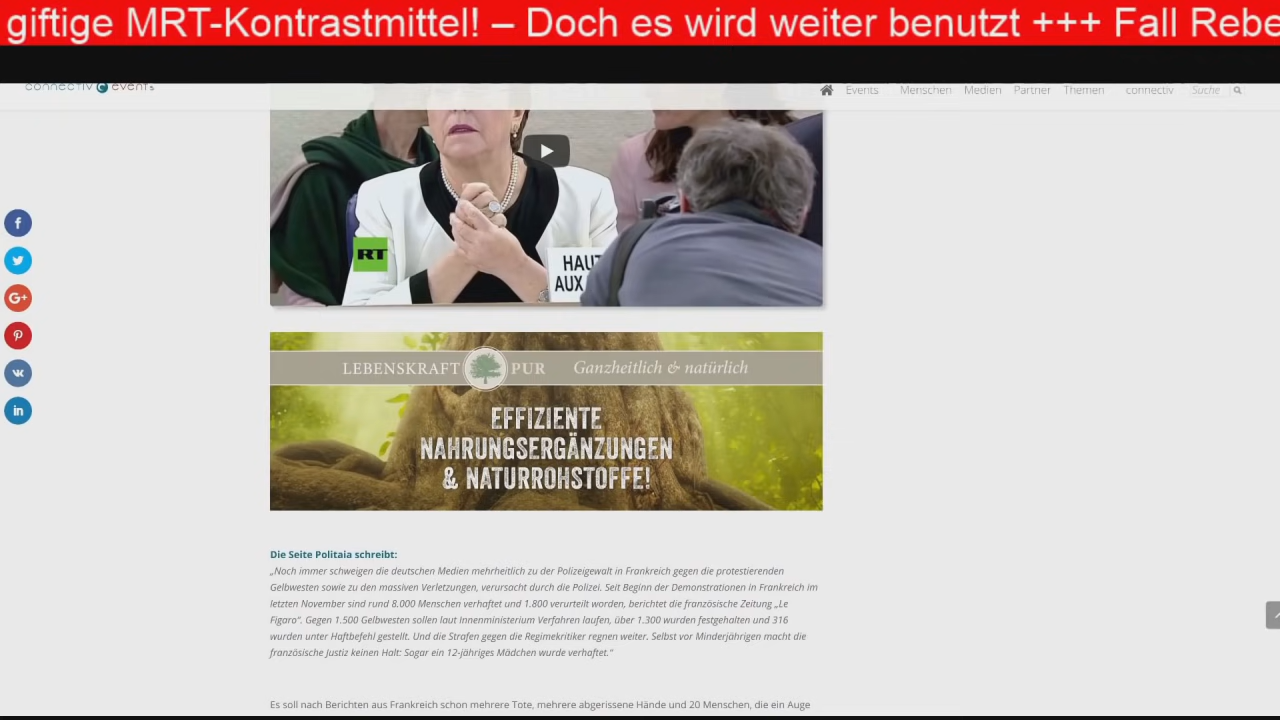 giftige MRT-Kontrastmittel! – Doch es wird weiter benutzt +++ Fall Rebe
connectiv events
Events Menschen Medien Partner Themen connectiv Suche
RT
HAUT
AUX
LEBENSKRAFT PUR Ganzheitlich & natürlich
EFFIZIENTE
NAHRUNGSERGÄNZUNGEN
& NATURROHSTOFFE!
Die Seite Politaia schreibt:
„Noch immer schweigen die deutschen Medien mehrheitlich zu der Polizeigewalt in Frankreich gegen die protestierenden
Gelbwesten sowie zu den massiven Verletzungen, verursacht durch die Polizei. Seit Beginn der Demonstrationen in Frankreich im
letzten November sind rund 8.000 Menschen verhaftet und 1.800 verurteilt worden, berichtet die französische Zeitung „Le
Figaro“. Gegen 1.500 Gelbwesten sollen laut Innenministerium Verfahren laufen, über 1.300 wurden festgehalten und 316
wurden unter Haftbefehl gestellt. Und die Strafen gegen die Regimekritiker regnen weiter. Selbst vor Minderjährigen macht die
französische Justiz keinen Halt: Sogar ein 12-jähriges Mädchen wurde verhaftet.“
Es soll nach Berichten aus Frankreich schon mehrere Tote, mehrere abgerissene Hände und 20 Menschen, die ein Auge